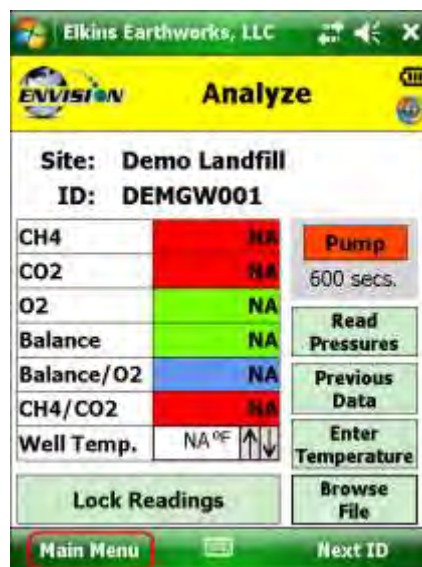 Elkins Earthworks, LLC
ENVISION
Analyze
Site: Demo Landfill
ID: DEMGW001
CH4 NA
CO2 NA
O2 NA
Balance NA
Balance/O2 NA
CH4/CO2 NA
Well Temp. NA °F
Pump
600 secs.
Read Pressures
Previous Data
Enter Temperature
Lock Readings
Browse File
Main Menu
Next ID